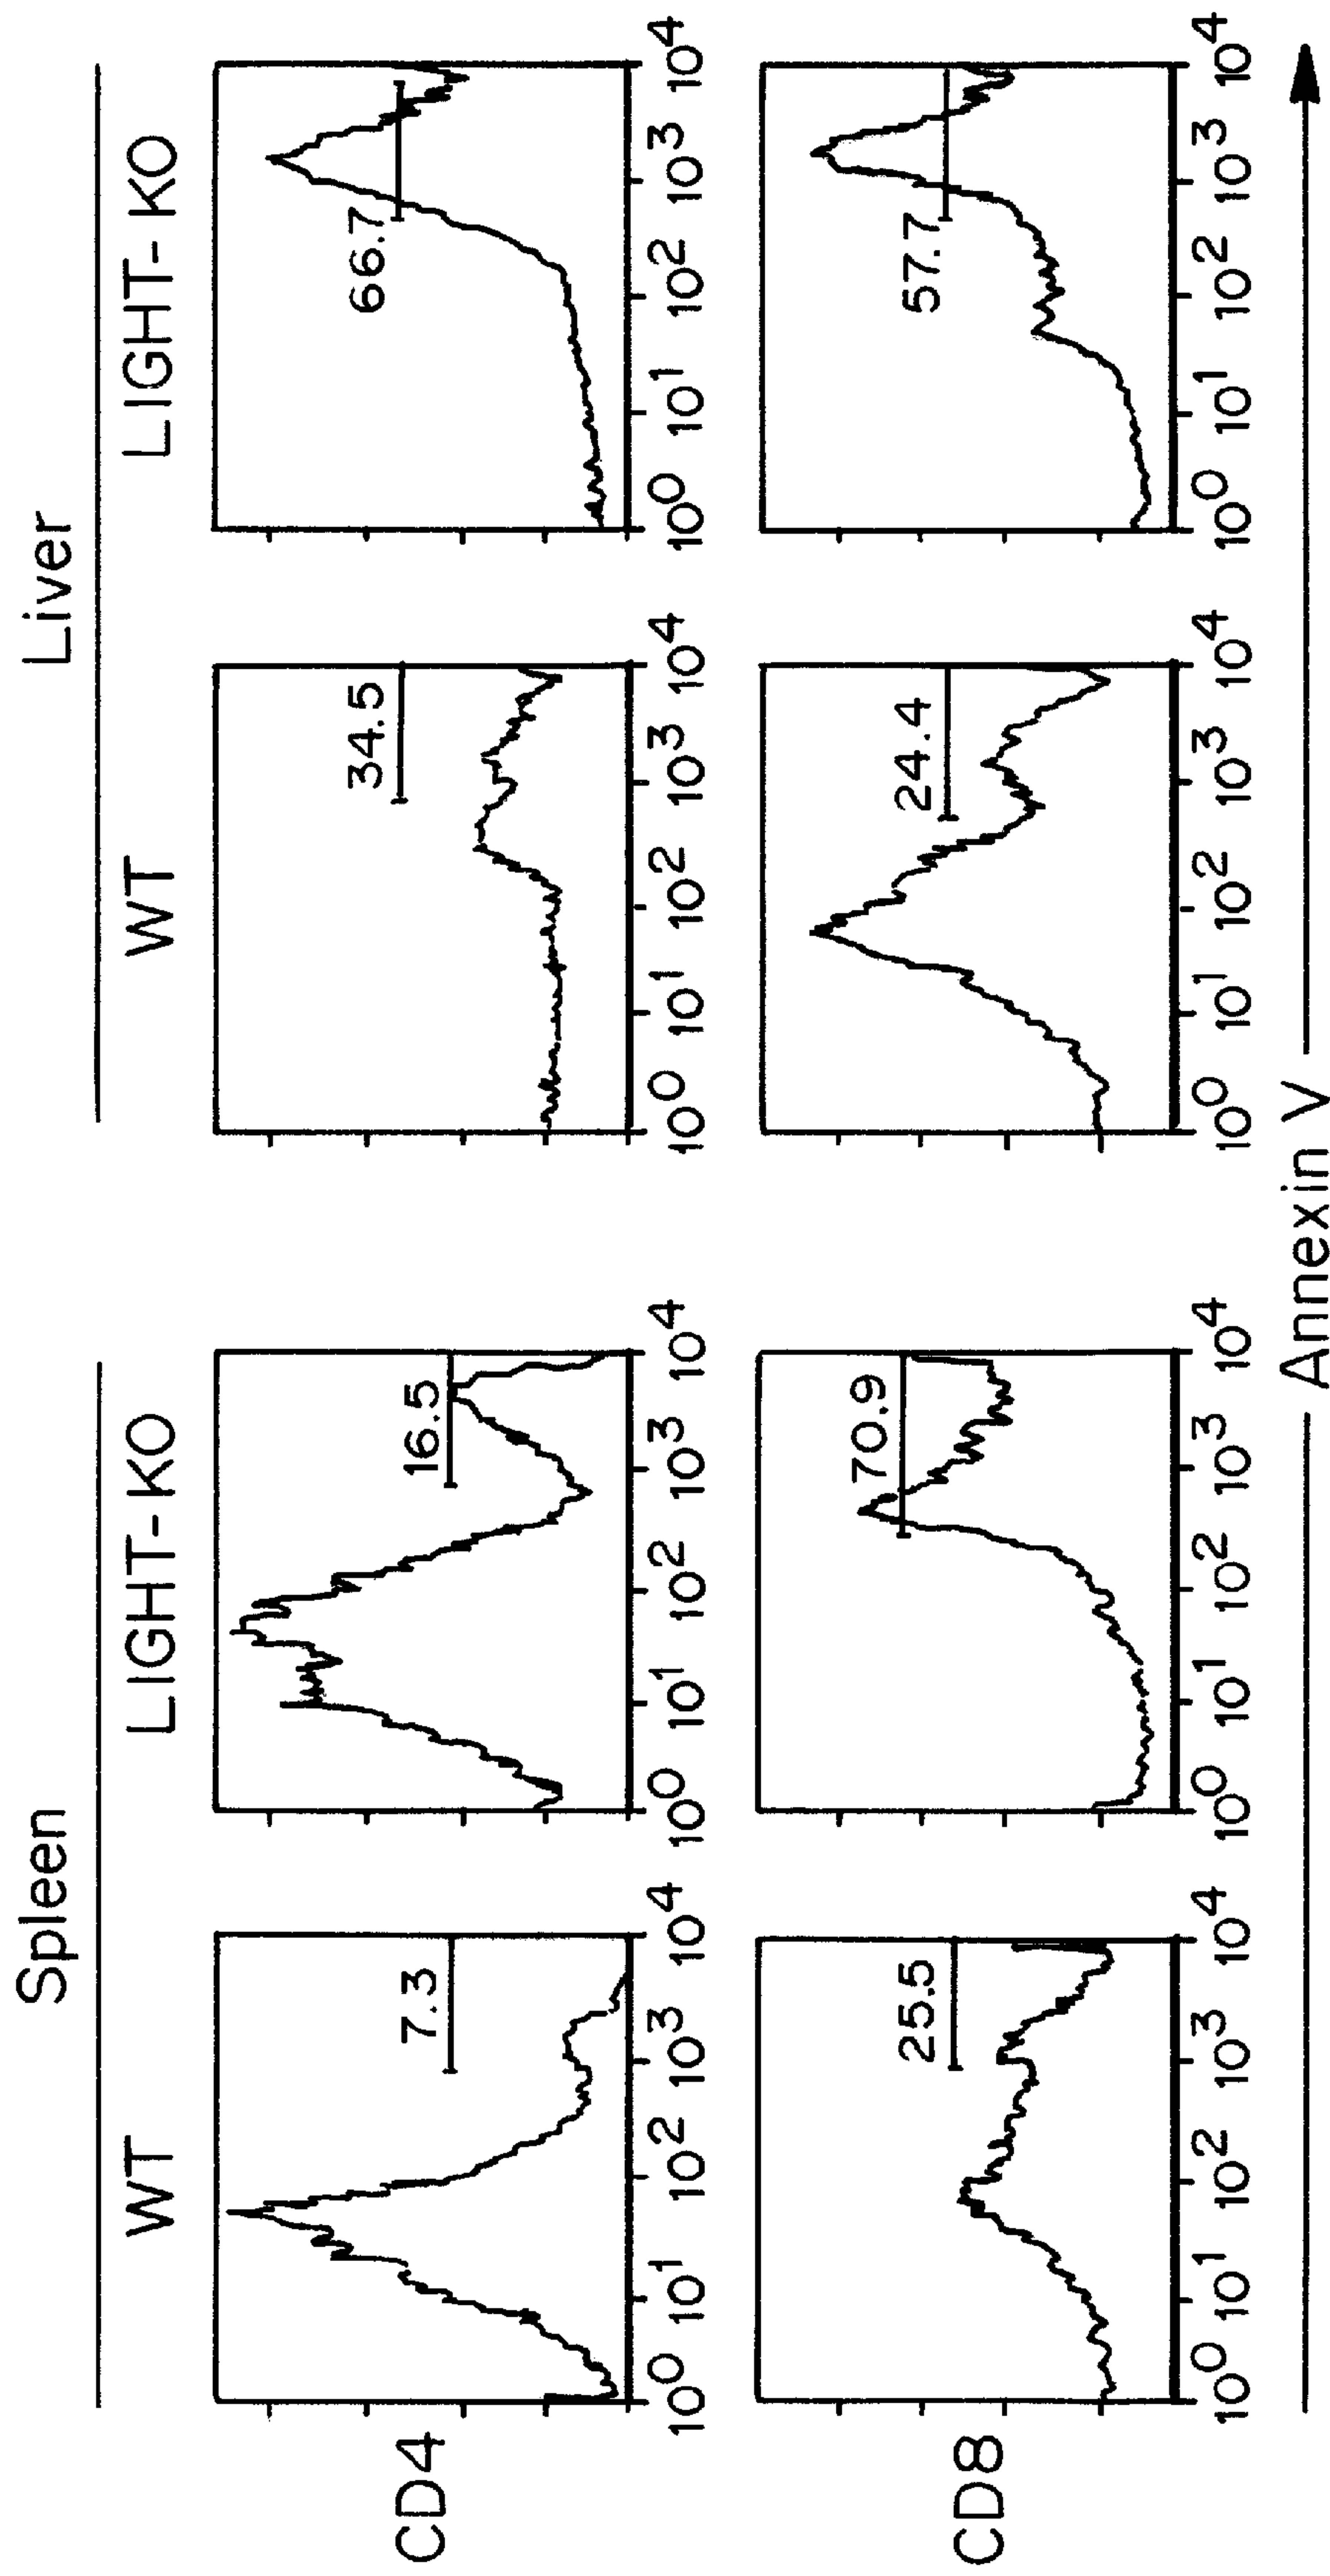 Spleen Liver
WT LIGHT-KO WT LIGHT-KO
CD4
7.3 16.5 34.5 66.7
10⁰ 10¹ 10² 10³ 10⁴ 10⁰ 10¹ 10² 10³ 10⁴ 10⁰ 10¹ 10² 10³ 10⁴ 10⁰ 10¹ 10² 10³ 10⁴
CD8
25.5 70.9 24.4 57.7
10⁰ 10¹ 10² 10³ 10⁴ 10⁰ 10¹ 10² 10³ 10⁴ 10⁰ 10¹ 10² 10³ 10⁴ 10⁰ 10¹ 10² 10³ 10⁴
Annexin V